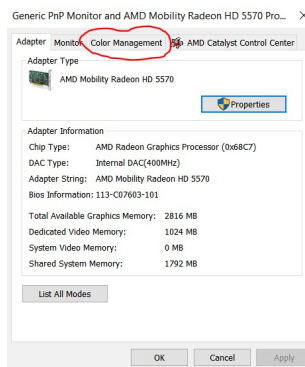 Generic PnP Monitor and AMD Mobility Radeon HD 5570 Pro...
Adapter Monitor Color Management AMD Catalyst Control Center
Adapter Type
AMD Mobility Radeon HD 5570
Properties
Adapter Information
Chip Type: AMD Radeon Graphics Processor (0x68C7)
DAC Type: Internal DAC(400MHz)
Adapter String: AMD Mobility Radeon HD 5570
Bios Information: 113-C07603-101
Total Available Graphics Memory: 2816 MB
Dedicated Video Memory: 1024 MB
System Video Memory: 0 MB
Shared System Memory: 1792 MB
List All Modes
OK Cancel Apply